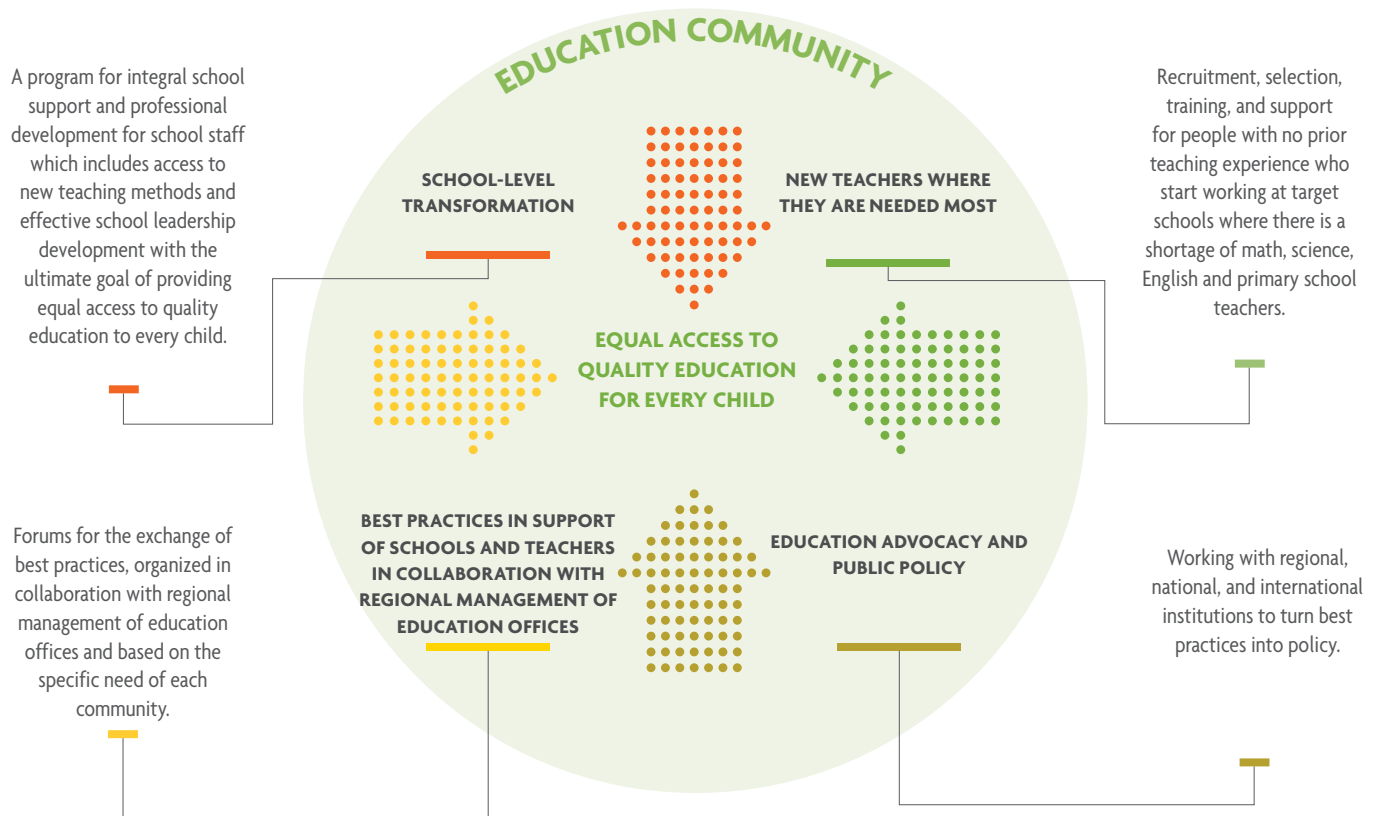 EDUCATION COMMUNITY
A program for integral school
support and professional
development for school staff
which includes access to
new teaching methods and
effective school leadership
development with the
ultimate goal of providing
equal access to quality
education to every child.
SCHOOL-LEVEL
TRANSFORMATION
NEW TEACHERS WHERE
THEY ARE NEEDED MOST
Recruitment, selection,
training, and support
for people with no prior
teaching experience who
start working at target
schools where there is a
shortage of math, science,
English and primary school
teachers.
EQUAL ACCESS TO
QUALITY EDUCATION
FOR EVERY CHILD
Forums for the exchange of
best practices, organized in
collaboration with regional
management of education
offices and based on the
specific need of each
community.
BEST PRACTICES IN SUPPORT
OF SCHOOLS AND TEACHERS
IN COLLABORATION WITH
REGIONAL MANAGEMENT OF
EDUCATION OFFICES
EDUCATION ADVOCACY AND
PUBLIC POLICY
Working with regional,
national, and international
institutions to turn best
practices into policy.